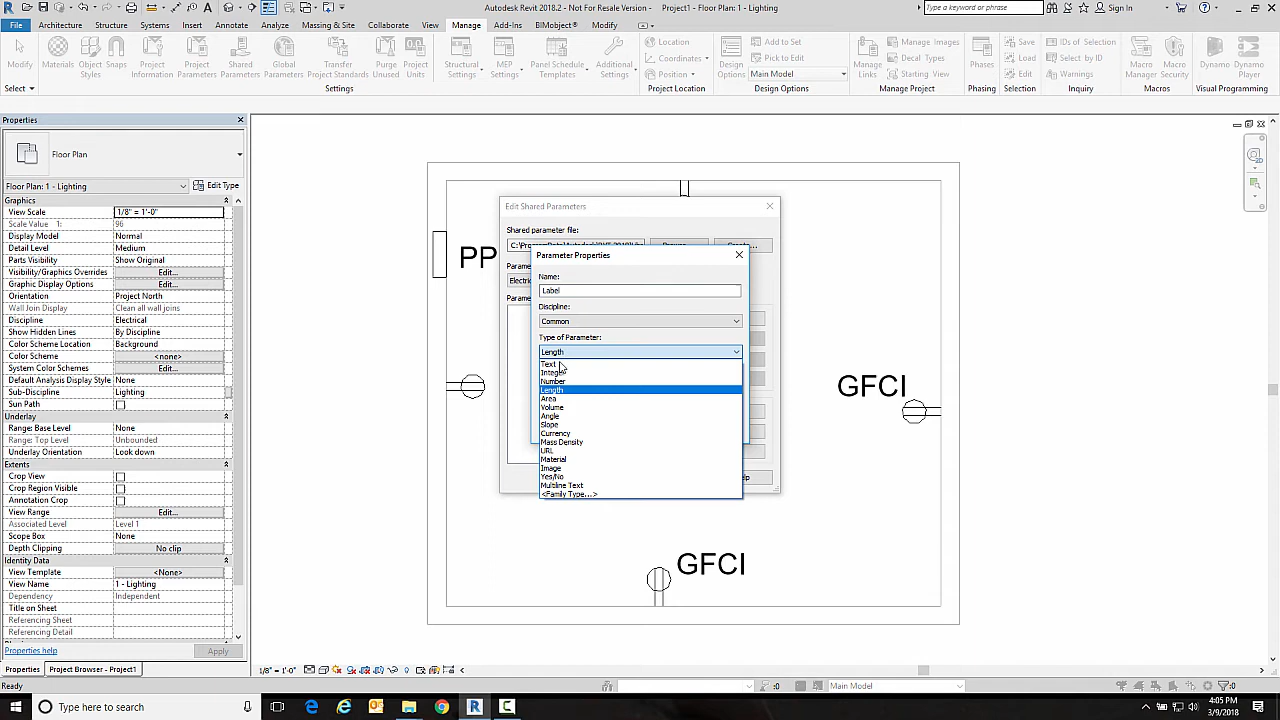 Autodesk Revit 2018.2 - Not For Resale Version - Project1 - Floor Plan: 1 - Lighting
Type a keyword or phrase
Sign In
File Architecture Structure Systems Insert Annotate Analyze Massing & Site Collaborate View Manage Add-Ins BIMobject® Modify
Modify
Materials
Object Styles
Snaps
Project Information
Project Parameters
Shared Parameters
Global Parameters
Transfer Project Standards
Purge Unused
Project Units
Structural Settings
MEP Settings
Panel Schedule Templates
Additional Settings
Location
Coordinates
Position
Design Options
Add to Set
Pick to Edit
Main Model
Manage Links
Manage Images
Decal Types
Starting View
Phases
Save
Load
Edit
IDs of Selection
Select by ID
Warnings
Macro Manager
Macro Security
Dynamo
Dynamo Player
Select
Settings
Project Location
Design Options
Manage Project
Phasing
Selection
Inquiry
Macros
Visual Programming
Properties
Floor Plan
Floor Plan: 1 - Lighting
Edit Type
Graphics
View Scale 1/8" = 1'-0"
Scale Value 1: 96
Display Model Normal
Detail Level Medium
Parts Visibility Show Original
Visibility/Graphics Overrides Edit...
Graphic Display Options Edit...
Orientation Project North
Wall Join Display Clean all wall joins
Discipline Electrical
Show Hidden Lines By Discipline
Color Scheme Location Background
Color Scheme <none>
System Color Schemes Edit...
Default Analysis Display Style None
Sub-Discipline Lighting
Sun Path
Underlay
Range: Base Level None
Range: Top Level Unbounded
Underlay Orientation Look down
Extents
Crop View
Crop Region Visible
Annotation Crop
View Range Edit...
Associated Level Level 1
Scope Box None
Depth Clipping No clip
Identity Data
View Template <None>
View Name 1 - Lighting
Dependency Independent
Title on Sheet
Referencing Sheet
Referencing Detail
Properties help
Apply
Properties
Project Browser - Project1
PP
GFCI
GFCI
Edit Shared Parameters
Shared parameter file:
Parameter Properties
Name:
Label
Discipline:
Common
Type of Parameter:
Length
Text
Integer
Number
Length
Area
Volume
Angle
Slope
Currency
Mass Density
URL
Material
Image
Yes/No
Multiline Text
<Family Type...>
1/8" = 1'-0"
Ready
:0
Main Model
:0
Type here to search
4:05 PM
3/9/2018